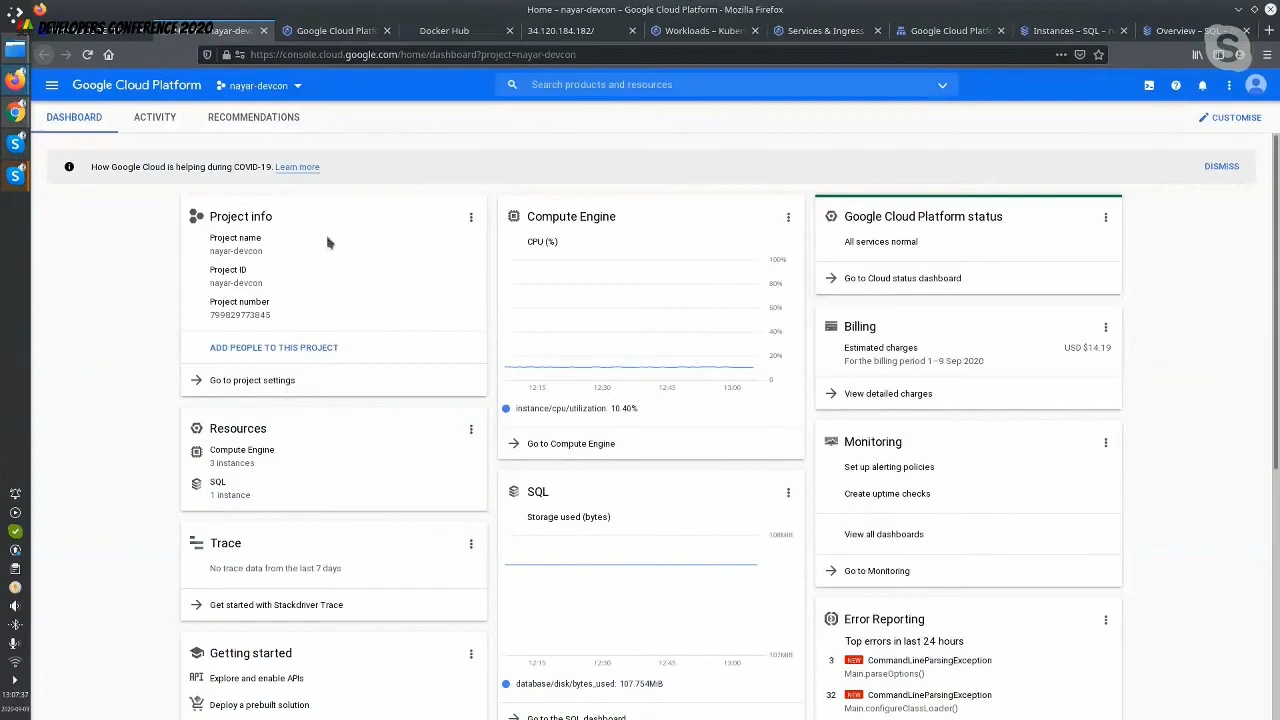 Home – nayar-devcon – Google Cloud Platform - Mozilla Firefox
DEVELOPERS CONFERENCE 2020
nayar-devc
Google Cloud P
Docker Hub
34.120.184.182/
Workloads - Kuber
Services & Ingress
Google Cloud Platf
Instances - SQL - n
Overview - SQL -
https://console.cloud.google.com/home/dashboard?project=nayar-devcon
Google Cloud Platform
nayar-devcon
Search products and resources
DASHBOARD
ACTIVITY
RECOMMENDATIONS
CUSTOMISE
How Google Cloud is helping during COVID-19. Learn more
DISMISS
Project info
Project name
nayar-devcon
Project ID
nayar-devcon
Project number
799829773845
ADD PEOPLE TO THIS PROJECT
Go to project settings
Resources
Compute Engine
3 instances
SQL
1 instance
Trace
No trace data from the last 7 days
Get started with Stackdriver Trace
Getting started
API Explore and enable APIs
Deploy a prebuilt solution
Compute Engine
CPU (%)
100%
80%
60%
40%
20%
0
12:15 12:30 12:45 13:00
instance/cpu/utilization: 10.40%
Go to Compute Engine
SQL
Storage used (bytes)
108MiB
107MiB
12:15 12:30 12:45 13:00
database/disk/bytes_used: 107.754MiB
Go to the SQL dashboard
Google Cloud Platform status
All services normal
Go to Cloud status dashboard
Billing
Estimated charges USD $14.19
For the billing period 1–9 Sep 2020
View detailed charges
Monitoring
Set up alerting policies
Create uptime checks
View all dashboards
Go to Monitoring
Error Reporting
Top errors in last 24 hours
3 NEW CommandLineParsingException
Main.parseOptions()
32 NEW CommandLineParsingException
Main.configureClassLoader()
13:07:37
2020-09-09